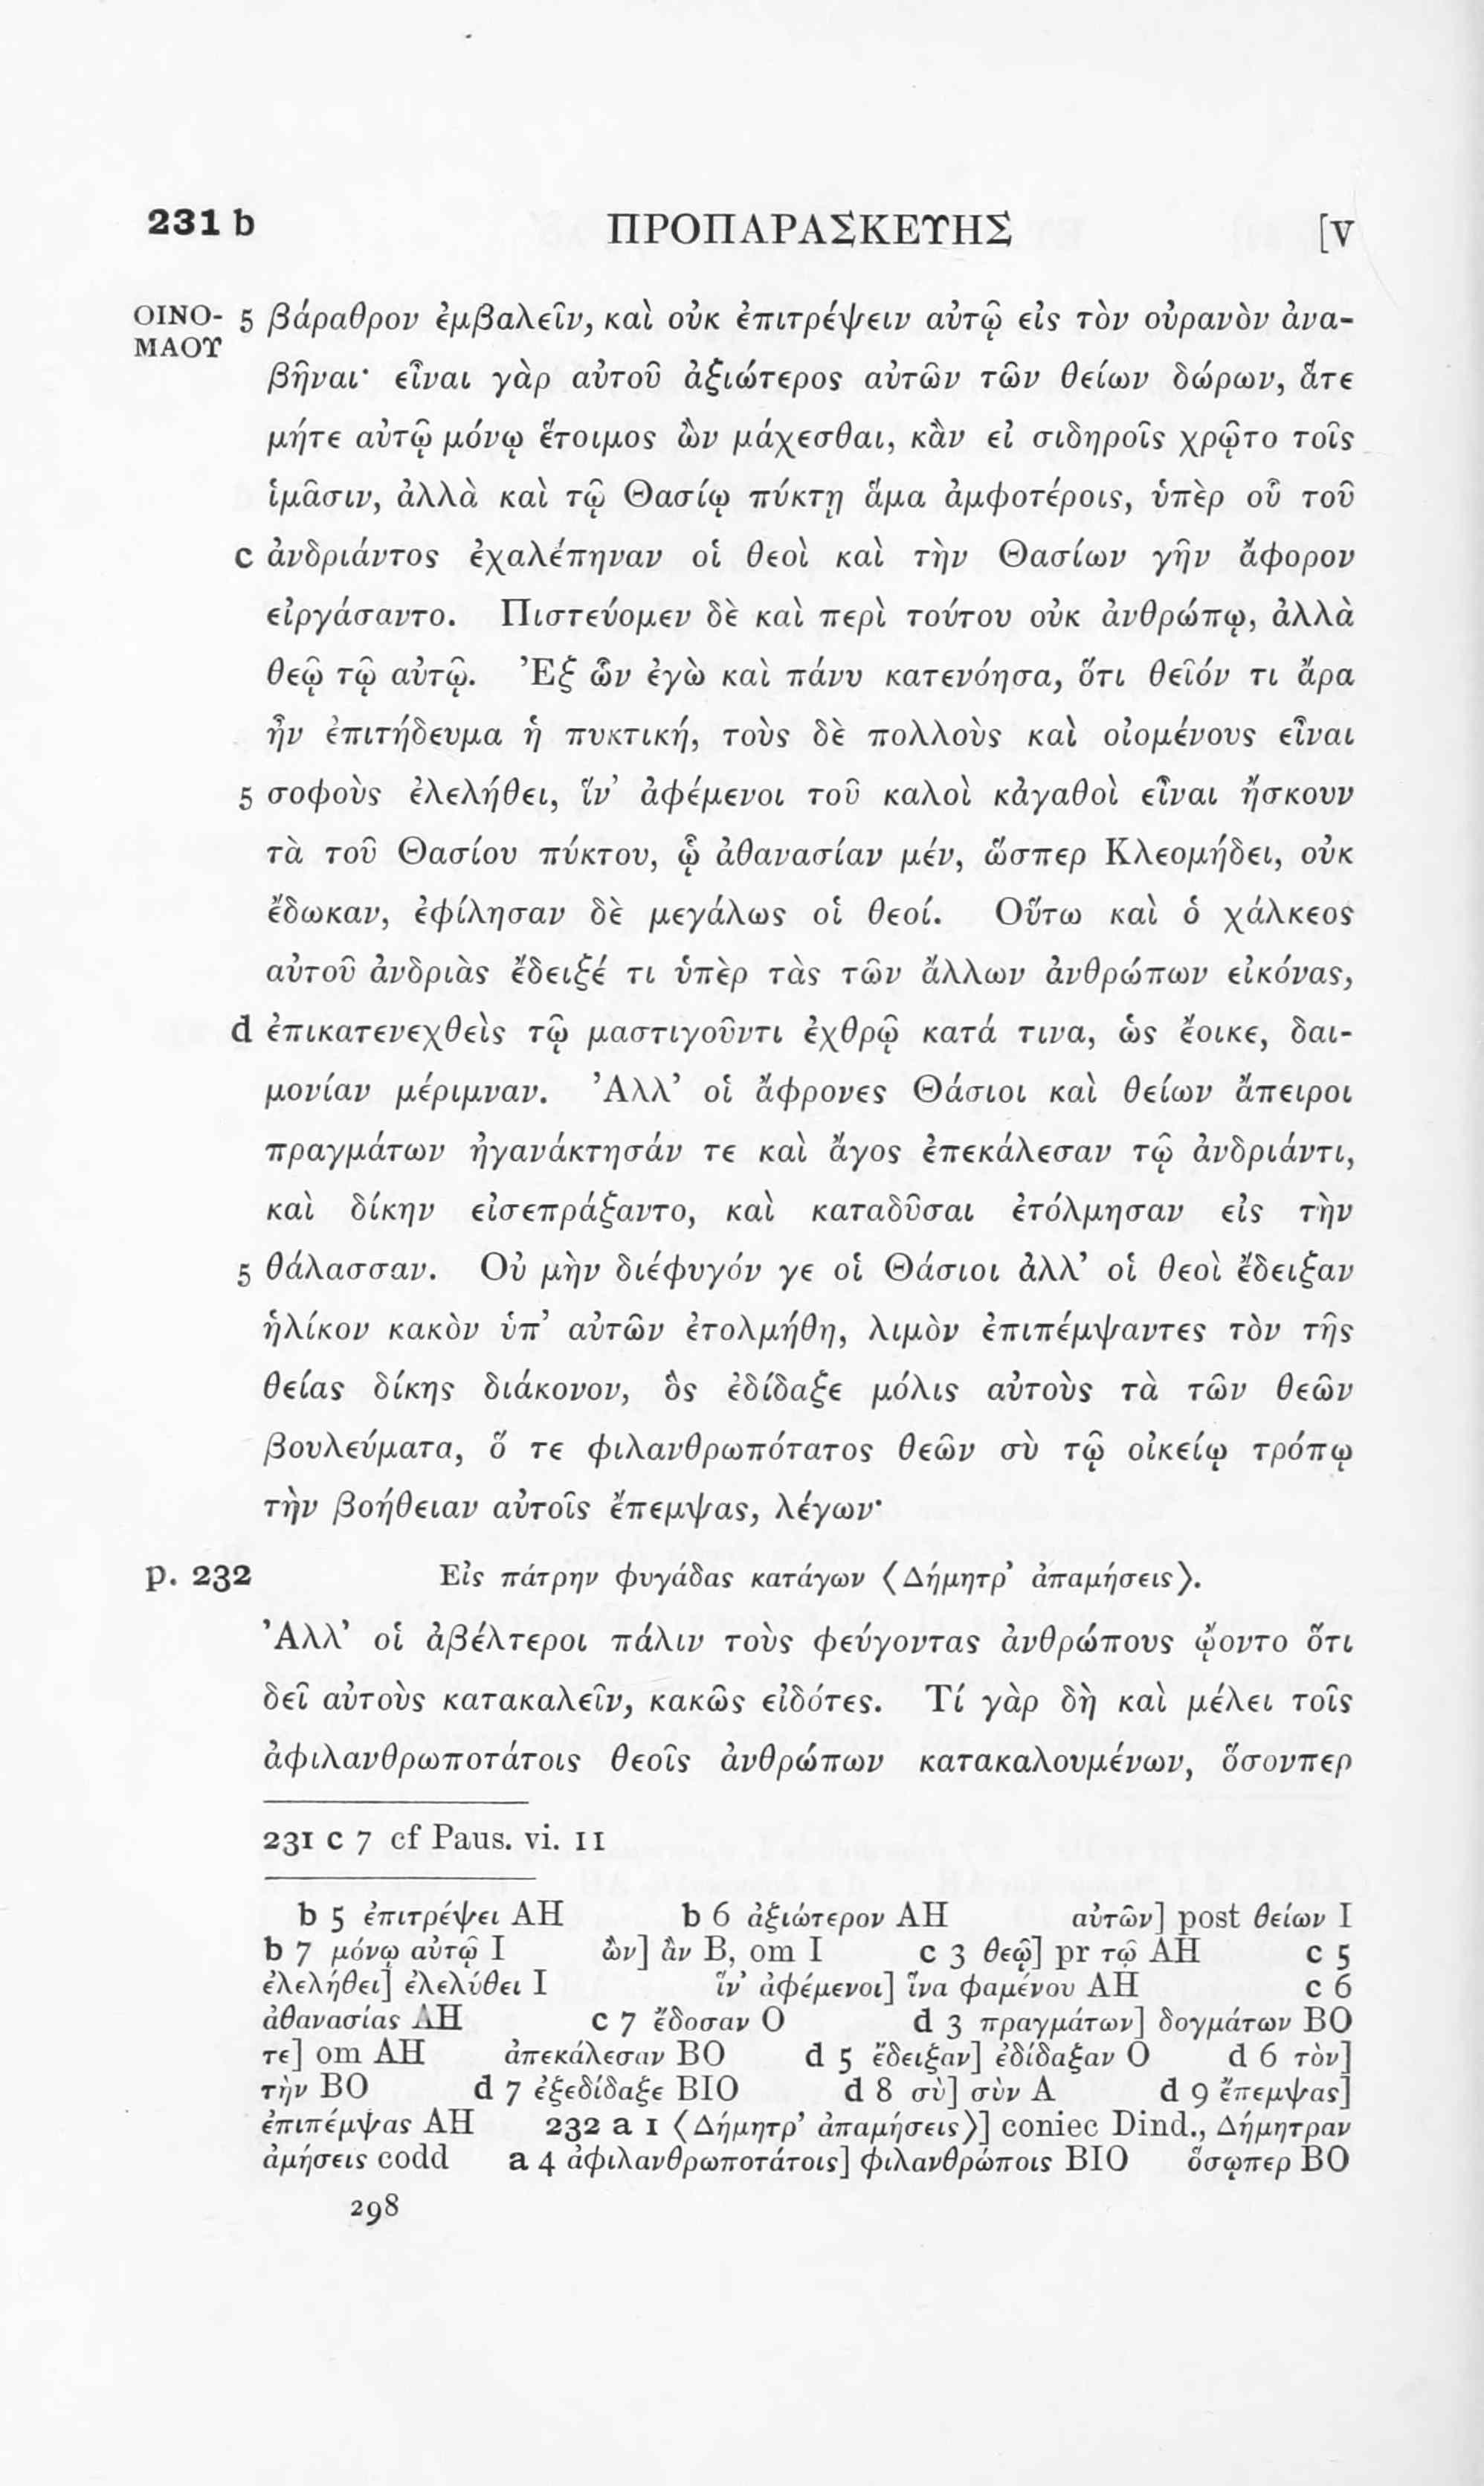 231 b ΠΡΟΠΑΡΑΣΚΕΥΗΣ [V
ΟΙΝΟ- 5 βάραθρον ἐμβαλεῖν, καὶ οὐκ ἐπιτρέψειν αὐτῷ εἰς τὸν οὐρανὸν ἀνα-
ΜΑΟΥ
βῆναι· εἶναι γὰρ αὐτοῦ ἀξιώτερος αὐτῶν τῶν θείων δώρων, ἅτε
μήτε αὐτῷ μόνῳ ἕτοιμος ὢν μάχεσθαι, κἂν εἰ σιδηροῖς χρῷτο τοῖς
ἱμᾶσιν, ἀλλὰ καὶ τῷ Θασίῳ πύκτῃ ἅμα ἀμφοτέροις, ὑπὲρ οὗ τοῦ
c ἀνδριάντος ἐχαλέπηναν οἱ θεοὶ καὶ τὴν Θασίων γῆν ἄφορον
εἰργάσαντο. Πιστεύομεν δὲ καὶ περὶ τούτου οὐκ ἀνθρώπῳ, ἀλλὰ
θεῷ τῷ αὐτῷ. Ἐξ ὧν ἐγὼ καὶ πάνυ κατενόησα, ὅτι θεῖόν τι ἄρα
ἦν ἐπιτήδευμα ἡ πυκτική, τοὺς δὲ πολλοὺς καὶ οἰομένους εἶναι
5 σοφοὺς ἐλελήθει, ἵν’ ἀφέμενοι τοῦ καλοὶ κἀγαθοὶ εἶναι ἤσκουν
τὰ τοῦ Θασίου πύκτου, ᾧ ἀθανασίαν μέν, ὥσπερ Κλεομήδει, οὐκ
ἔδωκαν, ἐφίλησαν δὲ μεγάλως οἱ θεοί. Οὕτω καὶ ὁ χάλκεος
αὐτοῦ ἀνδριὰς ἔδειξέ τι ὑπὲρ τὰς τῶν ἄλλων ἀνθρώπων εἰκόνας,
d ἐπικατενεχθεὶς τῷ μαστιγοῦντι ἐχθρῷ κατά τινα, ὡς ἔοικε, δαι-
μονίαν μέριμναν. Ἀλλ’ οἱ ἄφρονες Θάσιοι καὶ θείων ἄπειροι
πραγμάτων ἠγανάκτησάν τε καὶ ἄγος ἐπεκάλεσαν τῷ ἀνδριάντι,
καὶ δίκην εἰσεπράξαντο, καὶ καταδῦσαι ἐτόλμησαν εἰς τὴν
5 θάλασσαν. Οὐ μὴν διέφυγόν γε οἱ Θάσιοι ἀλλ’ οἱ θεοὶ ἔδειξαν
ἡλίκον κακὸν ὑπ’ αὐτῶν ἐτολμήθη, λιμὸν ἐπιπέμψαντες τὸν τῆς
θείας δίκης διάκονον, ὃς ἐδίδαξε μόλις αὐτοὺς τὰ τῶν θεῶν
βουλεύματα, ὅ τε φιλανθρωπότατος θεῶν σὺ τῷ οἰκείῳ τρόπῳ
τὴν βοήθειαν αὐτοῖς ἔπεμψας, λέγων·
p. 232 Εἰς πάτρην φυγάδας κατάγων ⟨Δήμητρ’ ἀπαμήσεις⟩.
Ἀλλ’ οἱ ἀβέλτεροι πάλιν τοὺς φεύγοντας ἀνθρώπους ᾤοντο ὅτι
δεῖ αὐτοὺς κατακαλεῖν, κακῶς εἰδότες. Τί γὰρ δὴ καὶ μέλει τοῖς
ἀφιλανθρωποτάτοις θεοῖς ἀνθρώπων κατακαλουμένων, ὅσονπερ
231 c 7 cf Paus. vi. 11
b 5 ἐπιτρέψει AH b 6 ἀξιώτερον AH αὐτῶν] post θείων I
b 7 μόνῳ αὐτῷ I ὢν] ἂν B, om I c 3 θεῷ] pr τῷ AH c 5
ἐλελήθει] ἐλελύθει I ἵν’ ἀφέμενοι] ἵνα φαμένου AH c 6
ἀθανασίας AH c 7 ἔδοσαν O d 3 πραγμάτων] δογμάτων BO
τε] om AH ἀπεκάλεσαν BO d 5 ἔδειξαν] ἐδίδαξαν O d 6 τὸν]
τὴν BO d 7 ἐξεδίδαξε BIO d 8 σὺ] σὺν A d 9 ἔπεμψας]
ἐπιπέμψας AH 232 a 1 ⟨Δήμητρ’ ἀπαμήσεις⟩] coniec Dind., Δήμητραν
ἀμήσεις codd a 4 ἀφιλανθρωποτάτοις] φιλανθρώποις BIO ὅσῳπερ BO
298